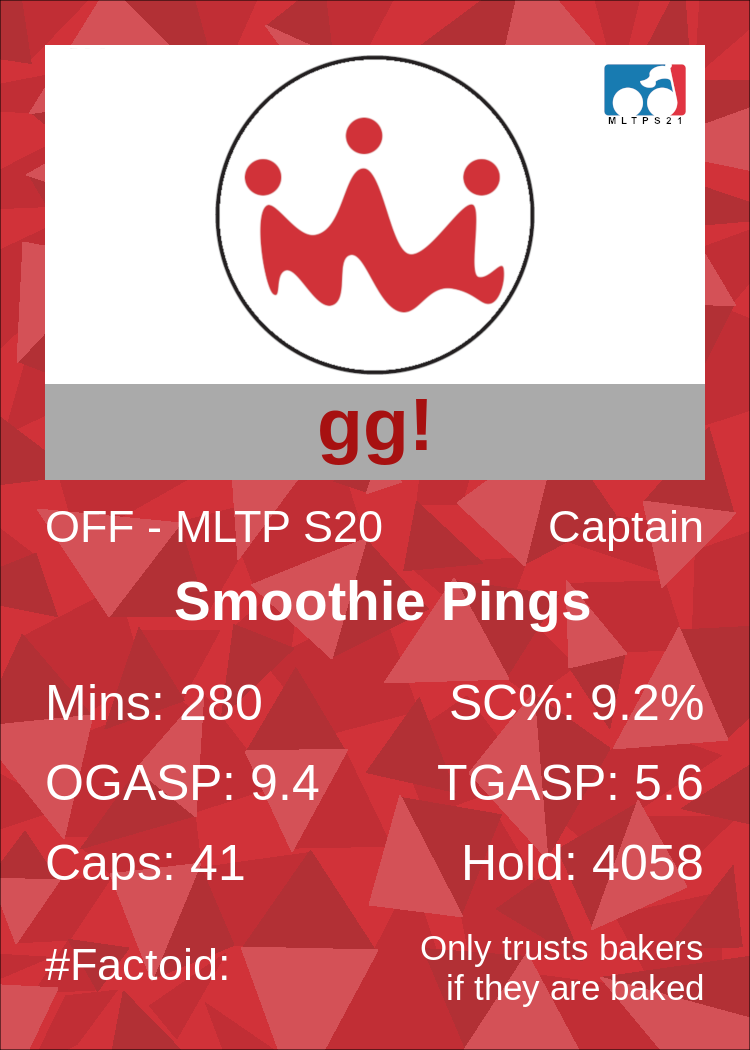 MLTPS21
gg!
OFF - MLTP S20 Captain
Smoothie Pings
Mins: 280 SC%: 9.2%
OGASP: 9.4 TGASP: 5.6
Caps: 41 Hold: 4058
#Factoid:
Only trusts bakers
if they are baked